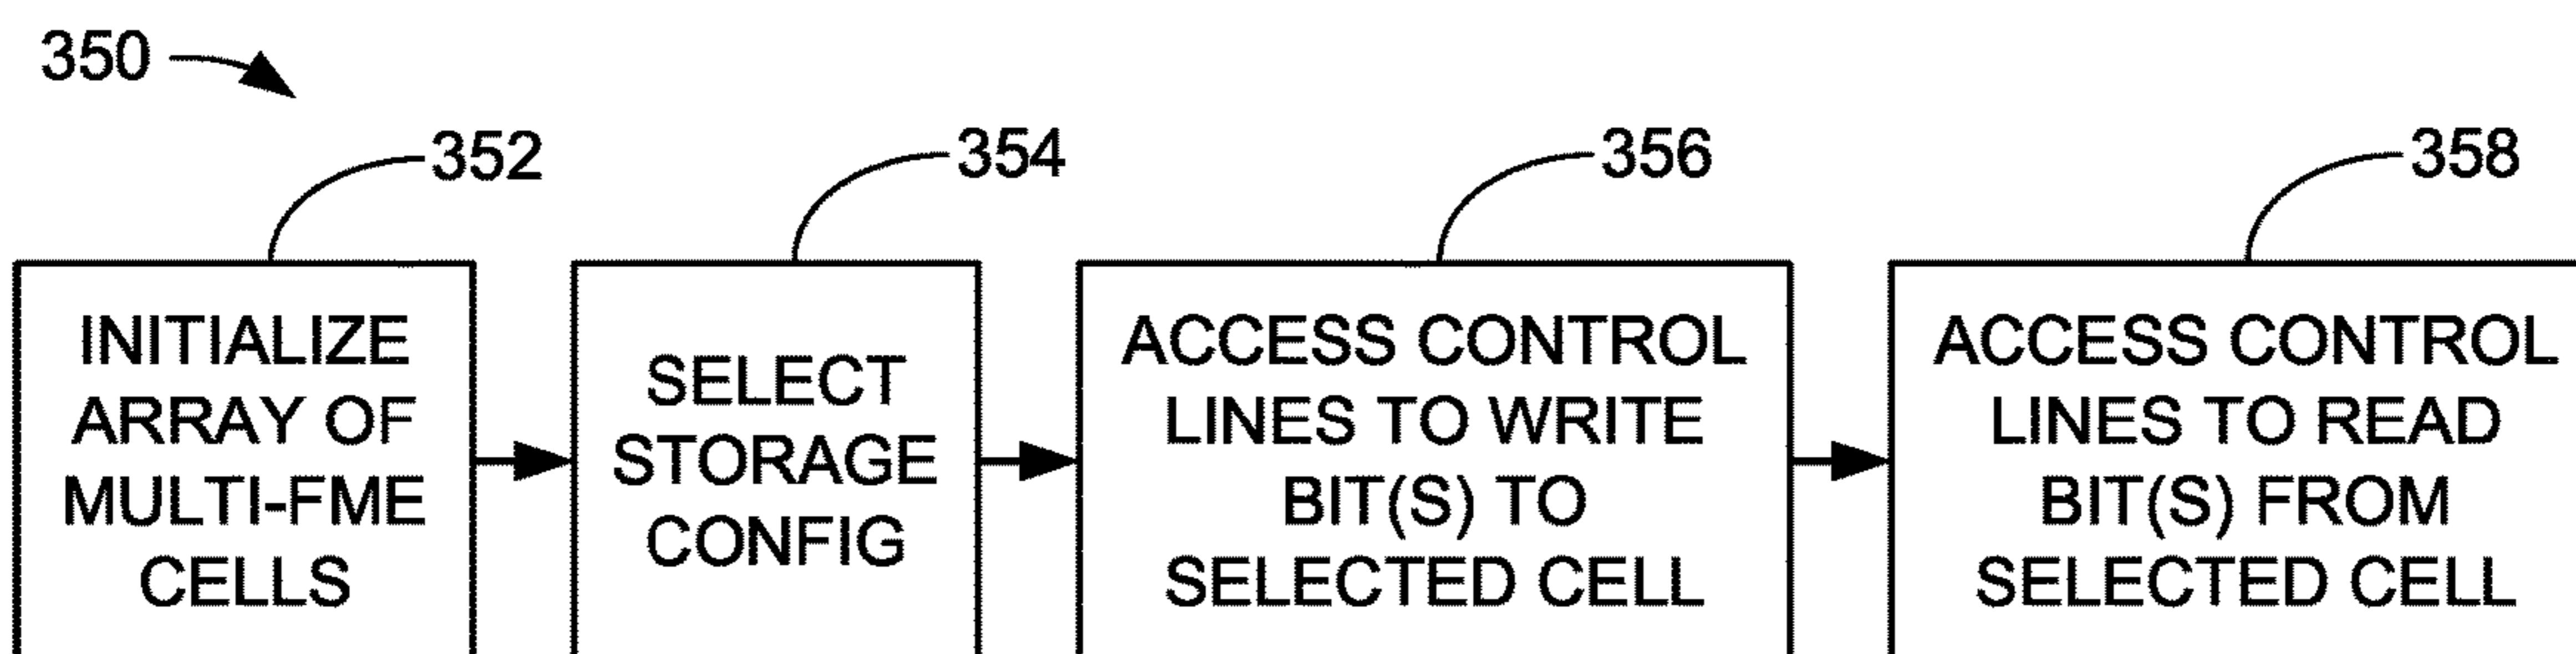 350
352
354
356
358
INITIALIZE
ARRAY OF
MULTI-FME
CELLS
SELECT
STORAGE
CONFIG
ACCESS CONTROL
LINES TO WRITE
BIT(S) TO
SELECTED CELL
ACCESS CONTROL
LINES TO READ
BIT(S) FROM
SELECTED CELL